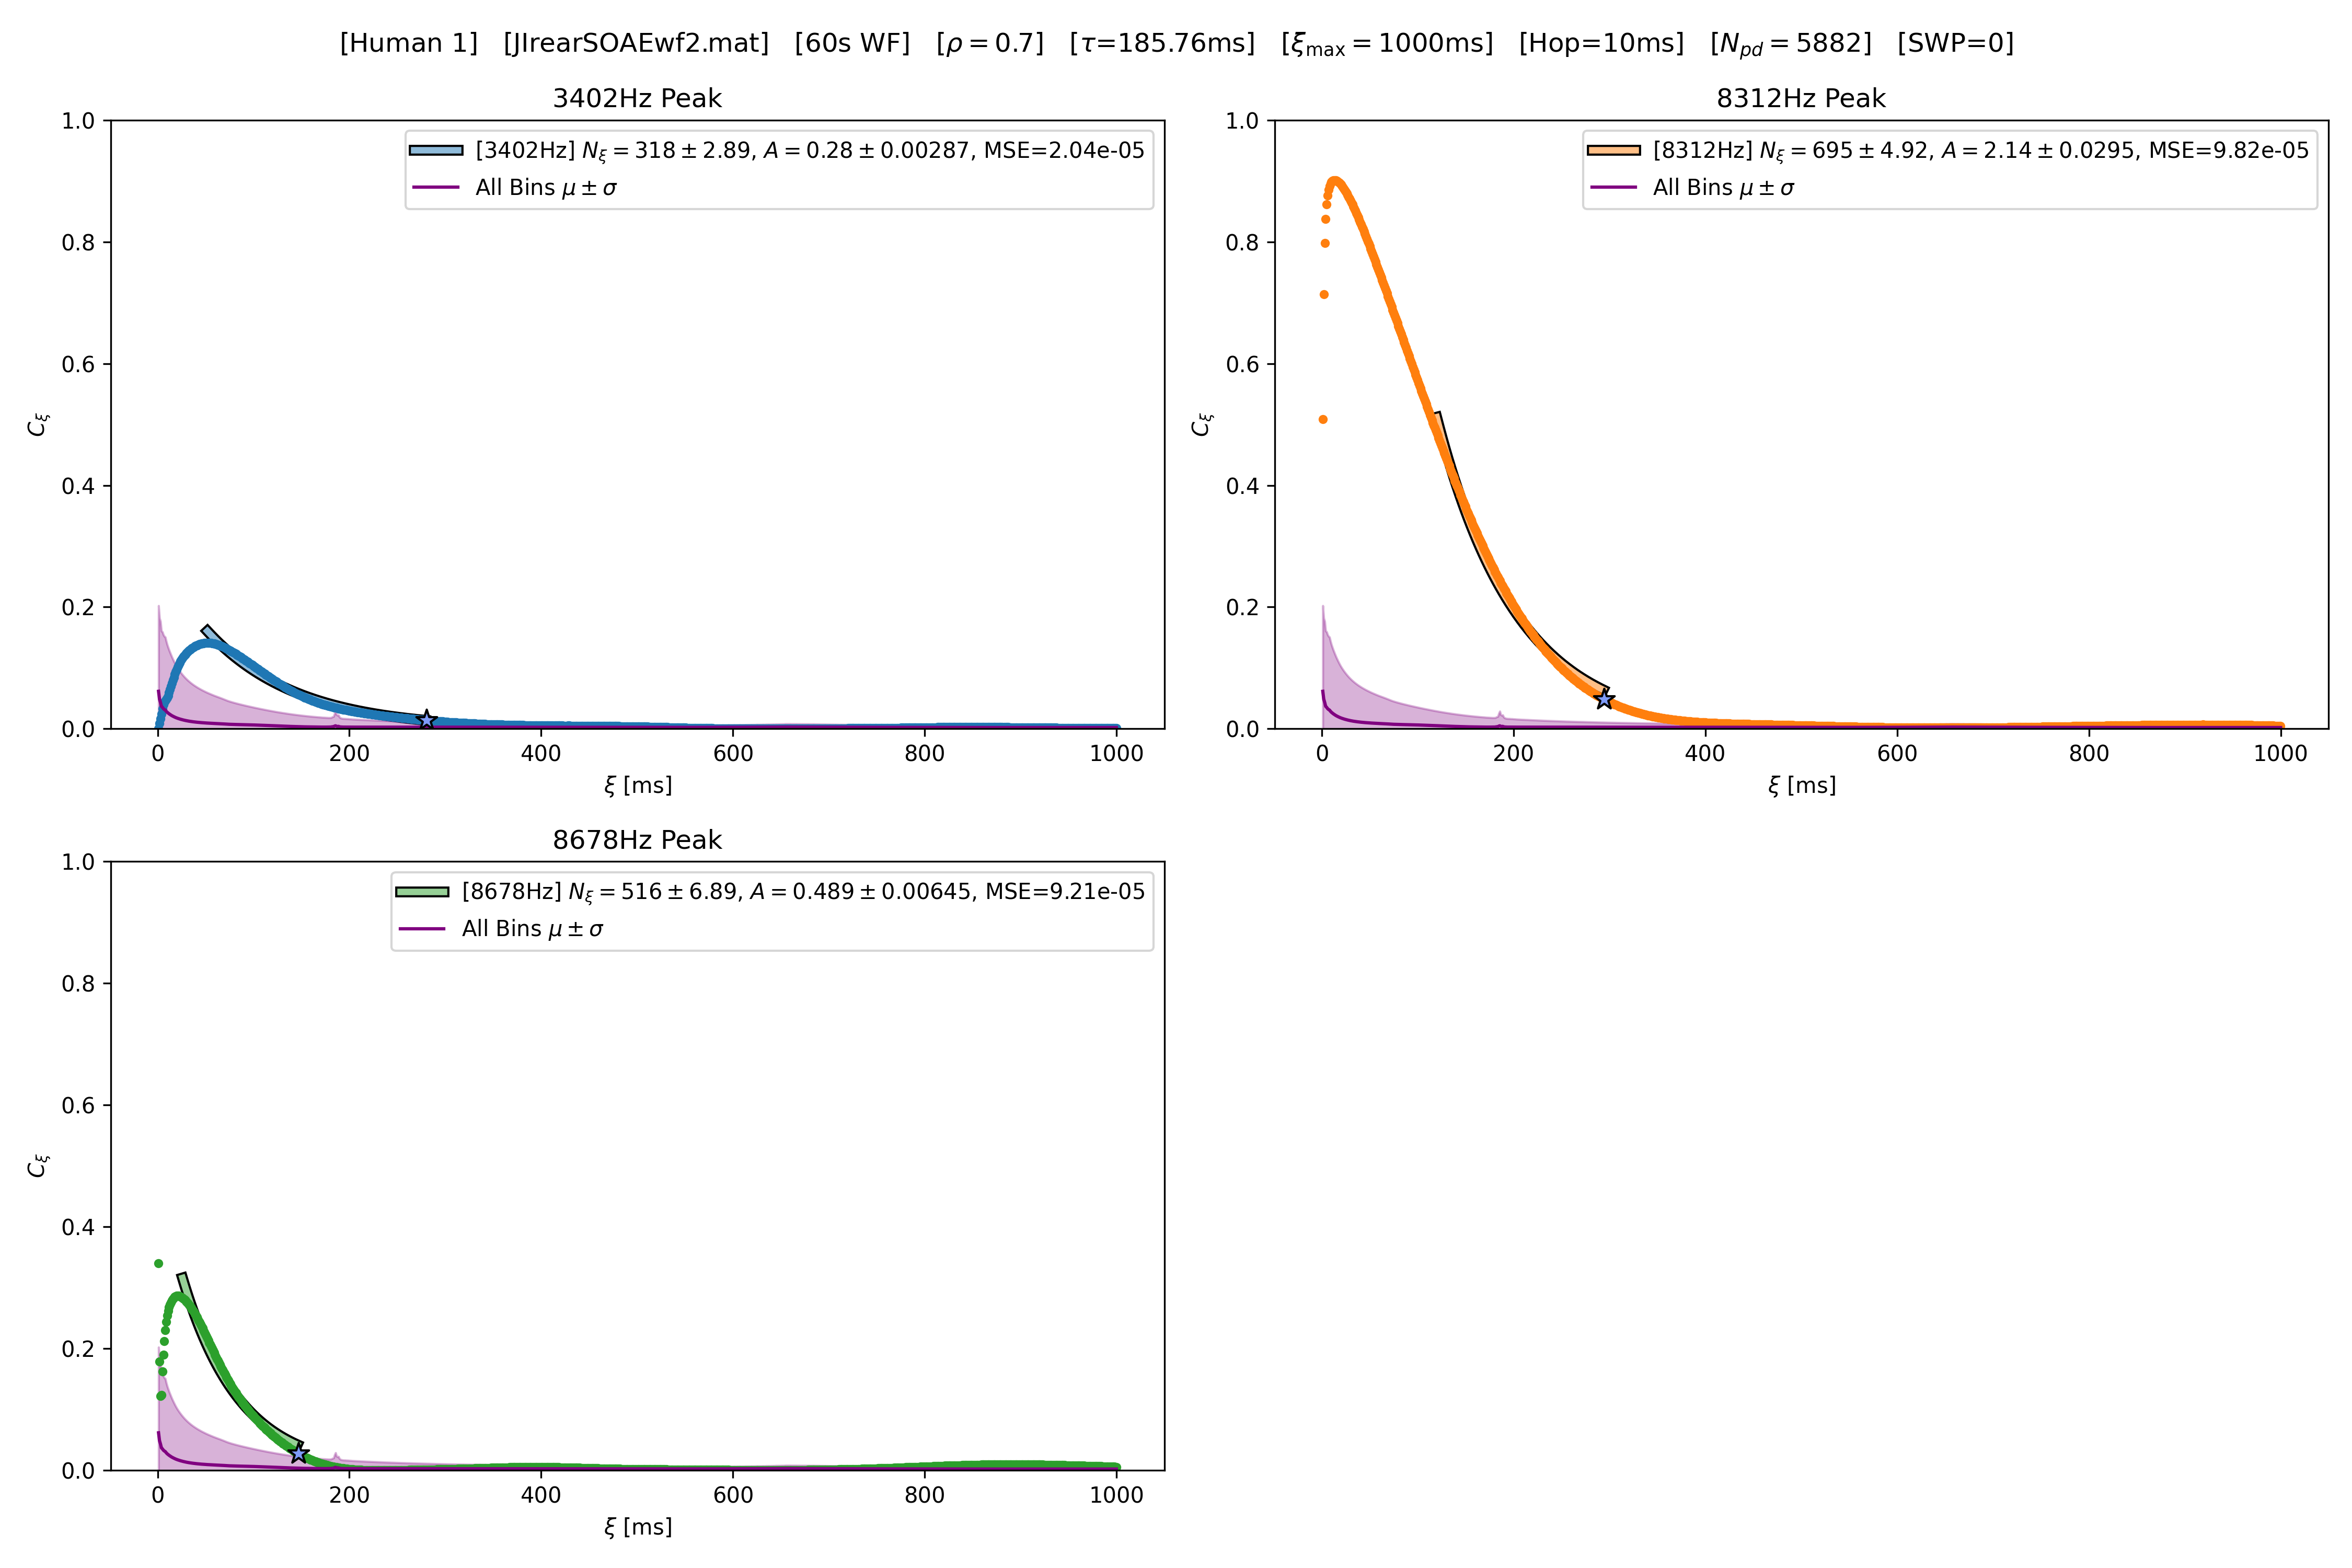 [Human 1]   [JIrearSOAEwf2.mat]   [60s WF]   [ρ = 0.7]   [τ=185.76ms]   [ξmax = 1000ms]   [Hop=10ms]   [Npd = 5882]   [SWP=0]
3402Hz Peak
[3402Hz] Nξ = 318 ± 2.89, A = 0.28 ± 0.00287, MSE=2.04e-05
All Bins μ ± σ
1.0
0.8
0.6
0.4
0.2
0.0
Cξ
0 200 400 600 800 1000
ξ [ms]
8312Hz Peak
[8312Hz] Nξ = 695 ± 4.92, A = 2.14 ± 0.0295, MSE=9.82e-05
All Bins μ ± σ
1.0
0.8
0.6
0.4
0.2
0.0
Cξ
0 200 400 600 800 1000
ξ [ms]
8678Hz Peak
[8678Hz] Nξ = 516 ± 6.89, A = 0.489 ± 0.00645, MSE=9.21e-05
All Bins μ ± σ
1.0
0.8
0.6
0.4
0.2
0.0
Cξ
0 200 400 600 800 1000
ξ [ms]